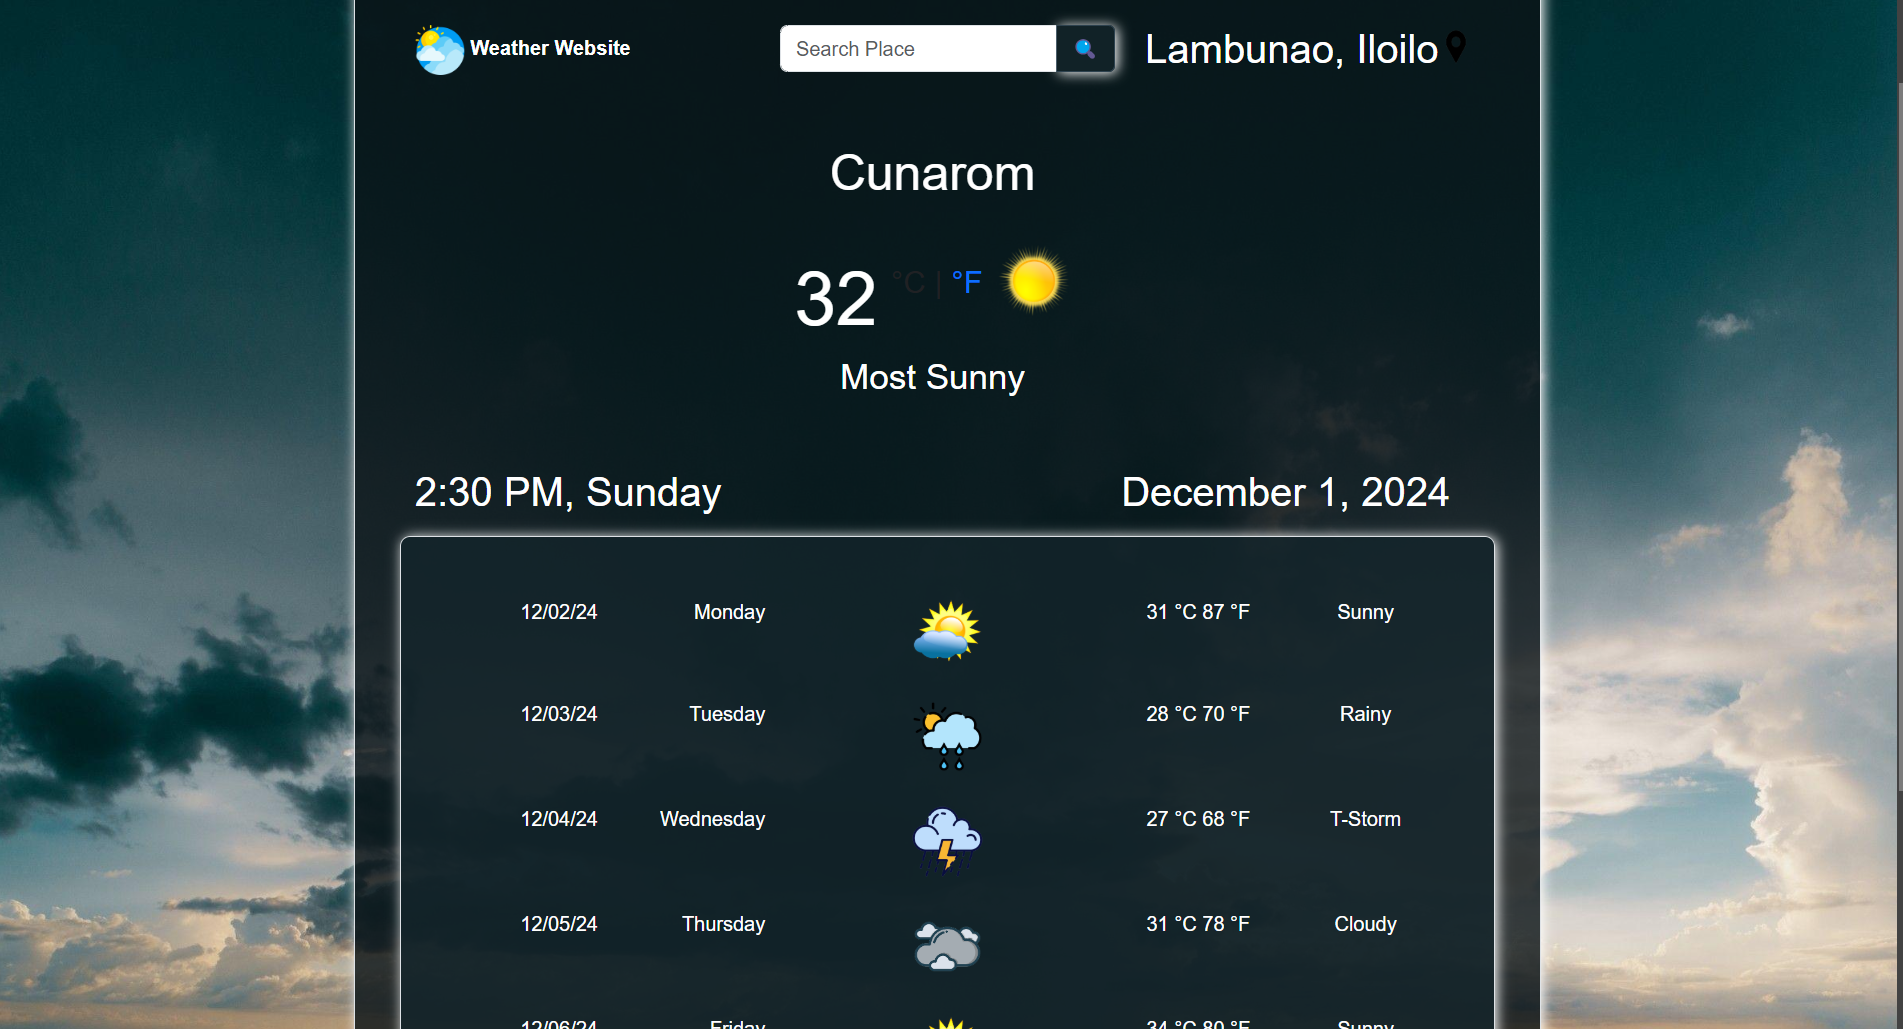 Weather Website
Search Place
Lambunao, Iloilo
Cunarom
32 °C | °F
Most Sunny
2:30 PM, Sunday
December 1, 2024
12/02/24 Monday 31 °C 87 °F Sunny
12/03/24 Tuesday 28 °C 70 °F Rainy
12/04/24 Wednesday 27 °C 68 °F T-Storm
12/05/24 Thursday 31 °C 78 °F Cloudy
12/06/24 Friday 34 °C 80 °F Sunny